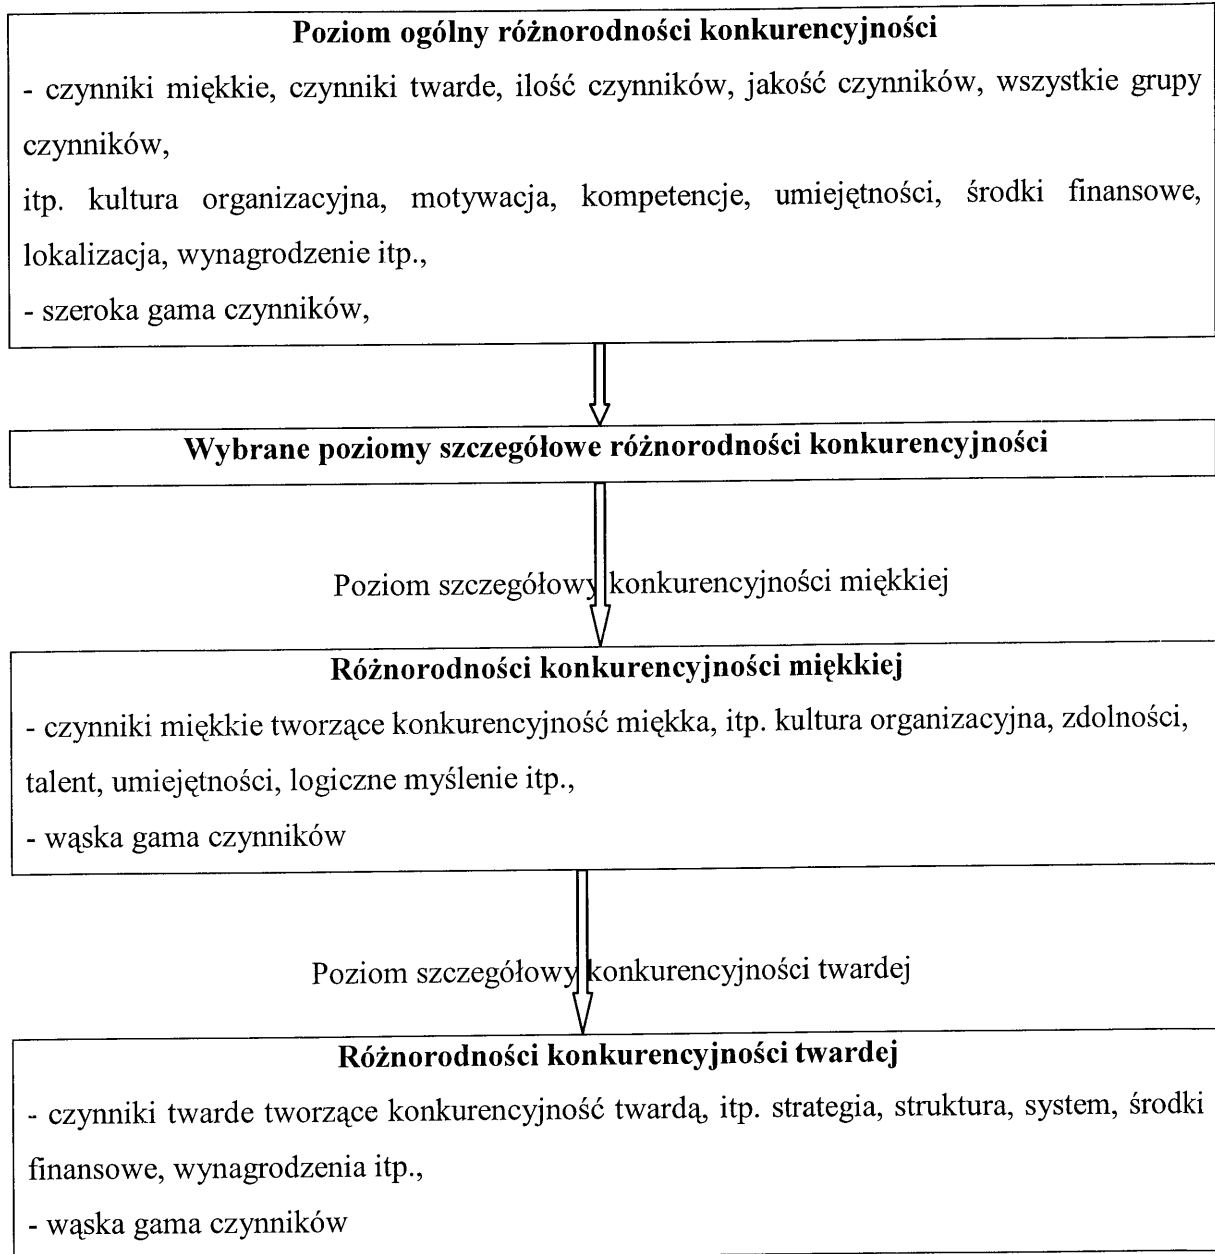 Poziom ogólny różnorodności konkurencyjności
- czynniki miękkie, czynniki twarde, ilość czynników, jakość czynników, wszystkie grupy
czynników,
itp. kultura organizacyjna, motywacja, kompetencje, umiejętności, środki finansowe,
lokalizacja, wynagrodzenie itp.,
- szeroka gama czynników,
Wybrane poziomy szczegółowe różnorodności konkurencyjności
Poziom szczegółowy konkurencyjności miękkiej
Różnorodności konkurencyjności miękkiej
- czynniki miękkie tworzące konkurencyjność miękka, itp. kultura organizacyjna, zdolności,
talent, umiejętności, logiczne myślenie itp.,
- wąska gama czynników
Poziom szczegółowy konkurencyjności twardej
Różnorodności konkurencyjności twardej
- czynniki twarde tworzące konkurencyjność twardą, itp. strategia, struktura, system, środki
finansowe, wynagrodzenia itp.,
- wąska gama czynników